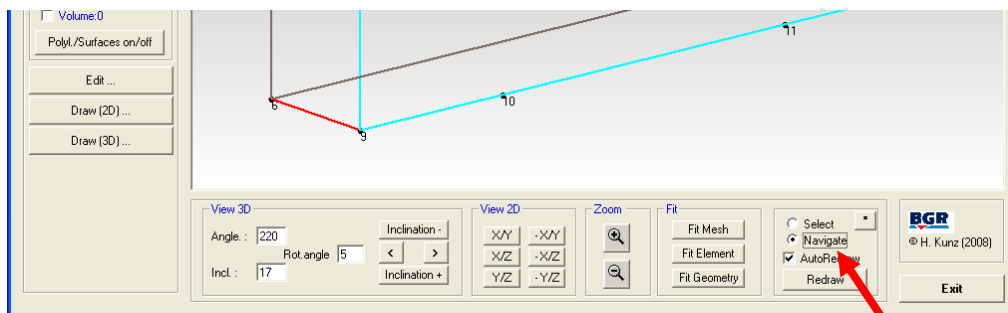 Volume:0
Polyl./Surfaces on/off
Edit ...
Draw (2D) ...
Draw (3D) ...
11
10
6
9
View 3D
Angle. : 220
Rot.angle 5
Incl. : 17
Inclination -
< >
Inclination +
View 2D
X/Y -X/Y
X/Z -X/Z
Y/Z -Y/Z
Zoom
Fit
Fit Mesh
Fit Element
Fit Geometry
Select *
Navigate
AutoRedraw
Redraw
BGR
© H. Kunz (2008)
Exit